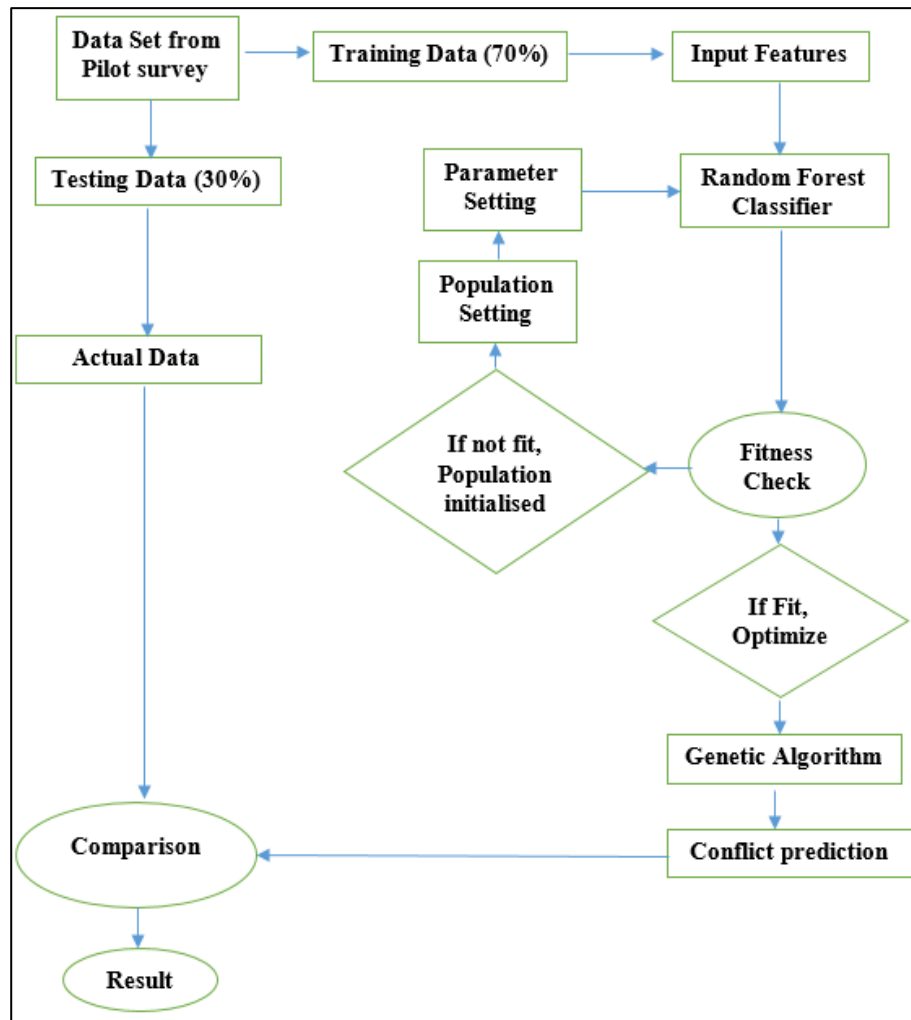 Data Set from
Pilot survey
Training Data (70%)
Input Features
Testing Data (30%)
Parameter
Setting
Random Forest
Classifier
Population
Setting
Actual Data
If not fit,
Population
initialised
Fitness
Check
If Fit,
Optimize
Genetic Algorithm
Comparison
Conflict prediction
Result